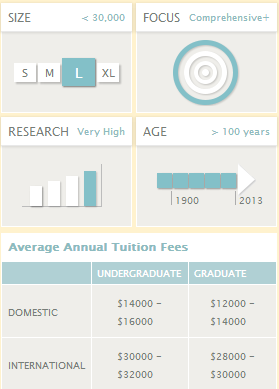 SIZE < 30,000
FOCUS Comprehensive+
S M L XL
RESEARCH Very High
AGE > 100 years
1900 2013
Average Annual Tuition Fees
UNDERGRADUATE GRADUATE
DOMESTIC $14000 – 16000 $12000 – 14000
INTERNATIONAL $30000 – 32000 $28000 – 30000